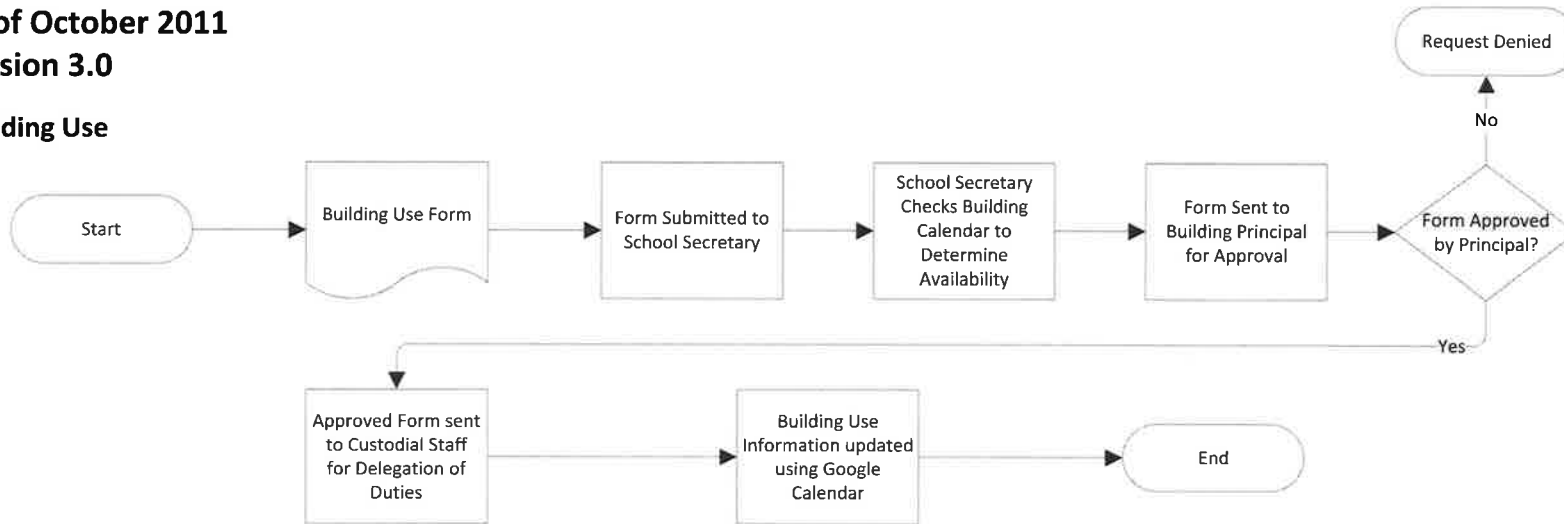 of October 2011
sion 3.0
ding Use
Request Denied
No
Start
Building Use Form
Form Submitted to
School Secretary
School Secretary
Checks Building
Calendar to
Determine
Availability
Form Sent to
Building Principal
for Approval
Form Approved
by Principal?
Yes
Approved Form sent
to Custodial Staff
for Delegation of
Duties
Building Use
Information updated
using Google
Calendar
End